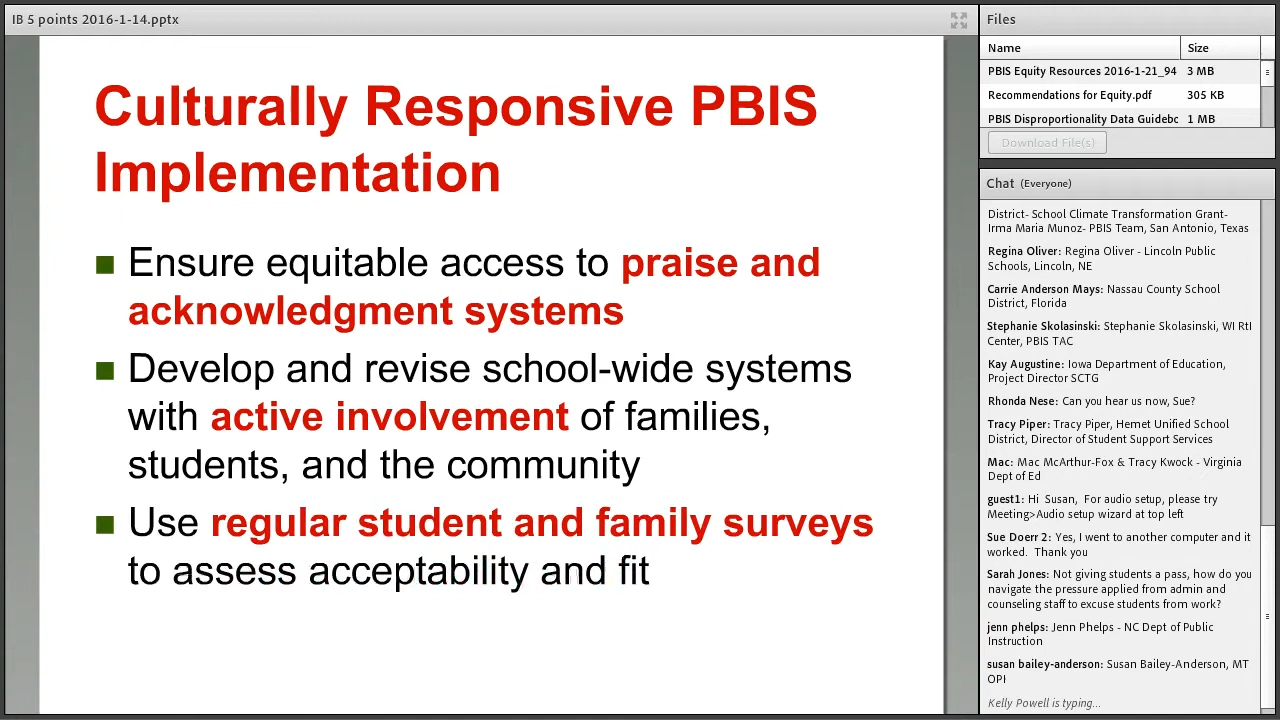 IB 5 points 2016-1-14.pptx
Culturally Responsive PBIS
Implementation
Ensure equitable access to praise and
acknowledgment systems
Develop and revise school-wide systems
with active involvement of families,
students, and the community
Use regular student and family surveys
to assess acceptability and fit
Files
Name Size
PBIS Equity Resources 2016-1-21_94 3 MB
Recommendations for Equity.pdf 305 KB
PBIS Disproportionality Data Guidebc 1 MB
Download File(s)
Chat (Everyone)
District- School Climate Transformation Grant-
Irma Maria Munoz- PBIS Team, San Antonio, Texas
Regina Oliver: Regina Oliver - Lincoln Public
Schools, Lincoln, NE
Carrie Anderson Mays: Nassau County School
District, Florida
Stephanie Skolasinski: Stephanie Skolasinski, WI RtI
Center, PBIS TAC
Kay Augustine: Iowa Department of Education,
Project Director SCTG
Rhonda Nese: Can you hear us now, Sue?
Tracy Piper: Tracy Piper, Hemet Unified School
District, Director of Student Support Services
Mac: Mac McArthur-Fox & Tracy Kwock - Virginia
Dept of Ed
guest1: Hi Susan, For audio setup, please try
Meeting>Audio setup wizard at top left
Sue Doerr 2: Yes, I went to another computer and it
worked. Thank you
Sarah Jones: Not giving students a pass, how do you
navigate the pressure applied from admin and
counseling staff to excuse students from work?
jenn phelps: Jenn Phelps - NC Dept of Public
Instruction
susan bailey-anderson: Susan Bailey-Anderson, MT
OPI
Kelly Powell is typing...